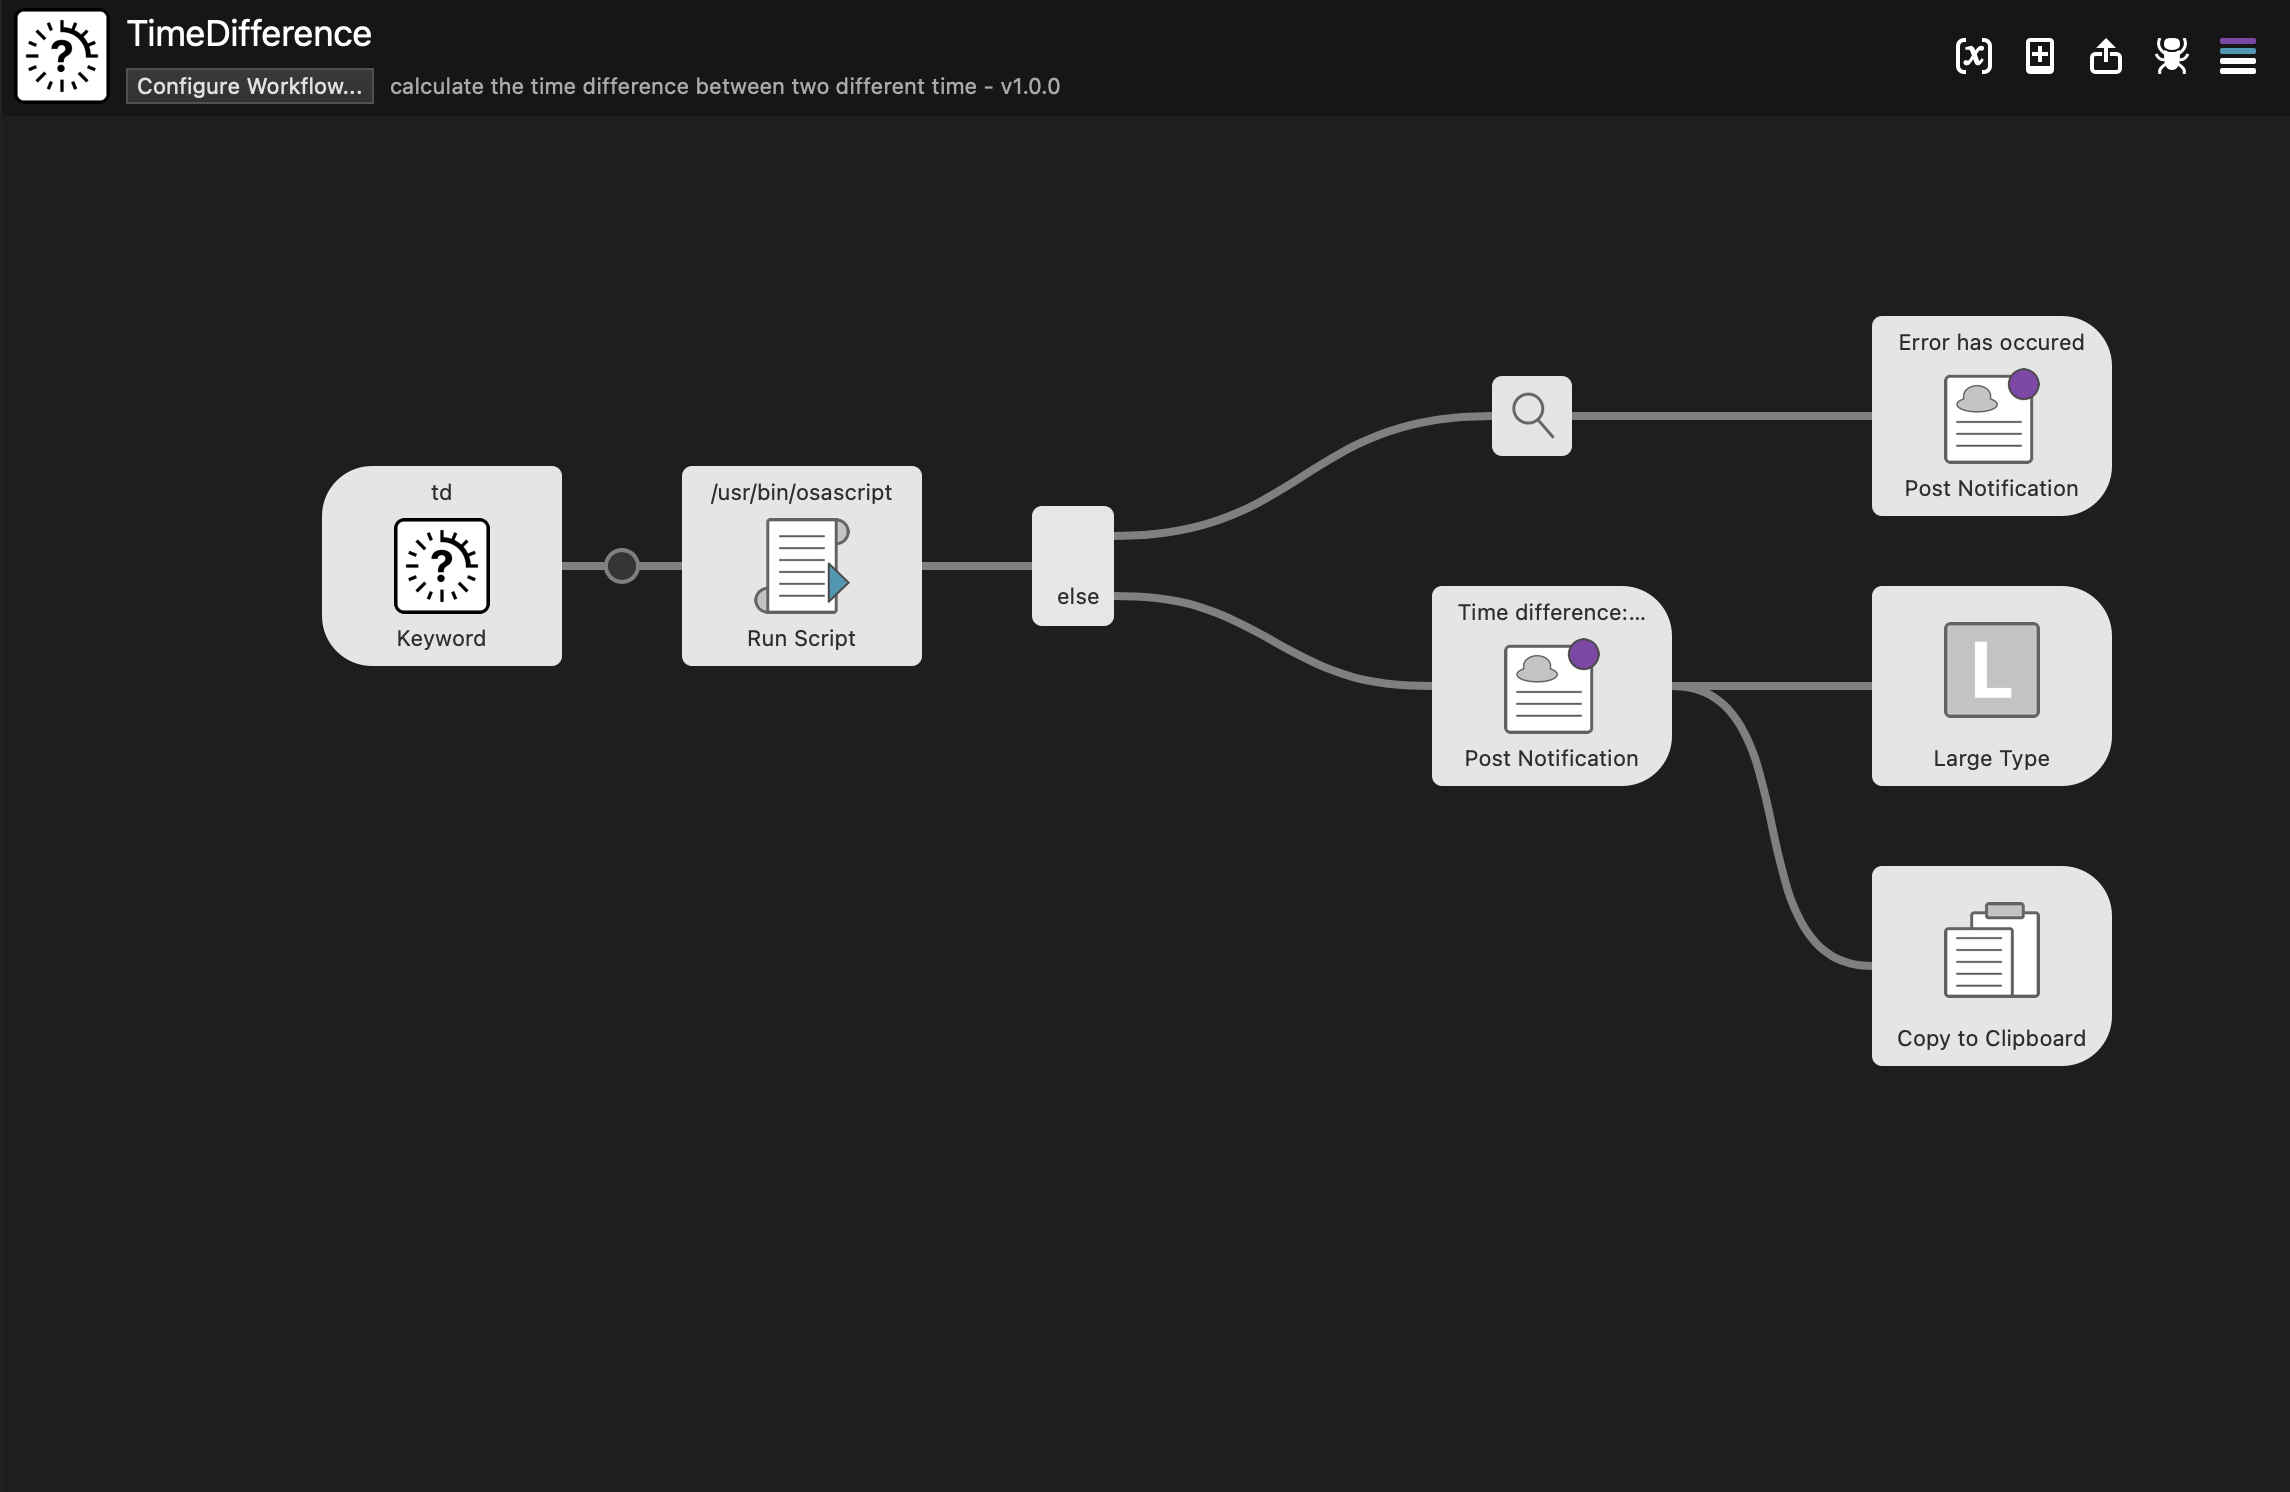 TimeDifference
Configure Workflow...
calculate the time difference between two different time - v1.0.0
Error has occured
Post Notification
td
?
Keyword
/usr/bin/osascript
Run Script
else
Time difference:...
Post Notification
L
Large Type
Copy to Clipboard